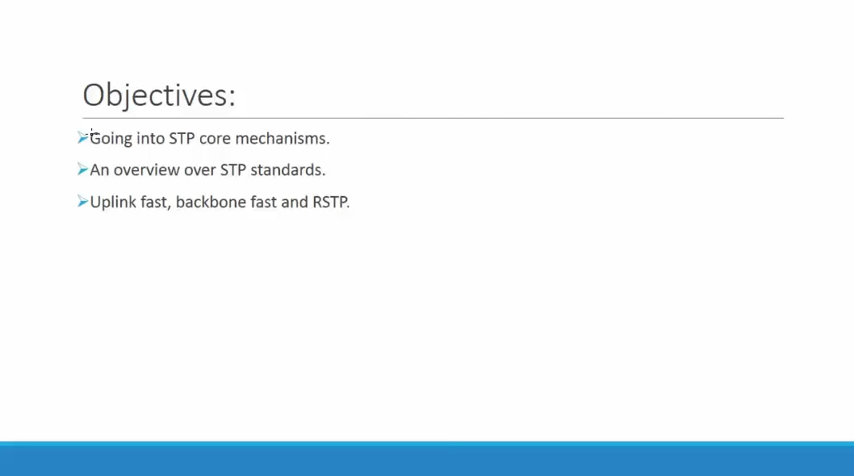 Objectives:
Going into STP core mechanisms.
An overview over STP standards.
Uplink fast, backbone fast and RSTP.